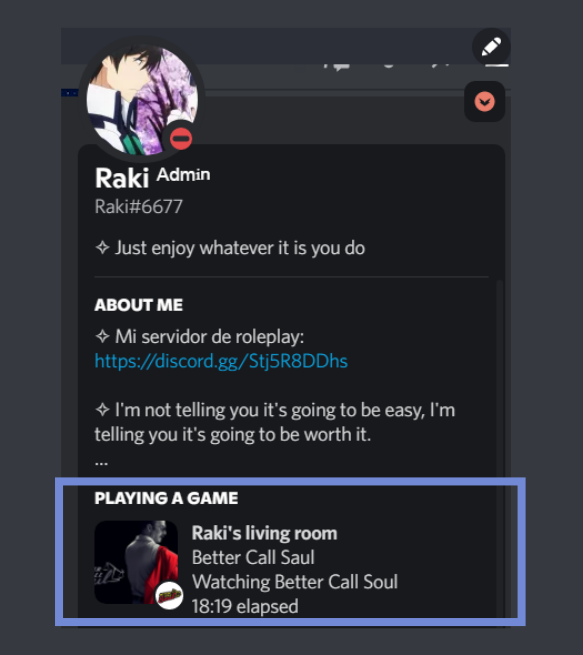 Raki Admin
Raki#6677
✧ Just enjoy whatever it is you do
ABOUT ME
✧ Mi servidor de roleplay:
https://discord.gg/Stj5R8DDhs
✧ I'm not telling you it's going to be easy, I'm
telling you it's going to be worth it.
...
PLAYING A GAME
Raki's living room
Better Call Saul
Watching Better Call Soul
18:19 elapsed